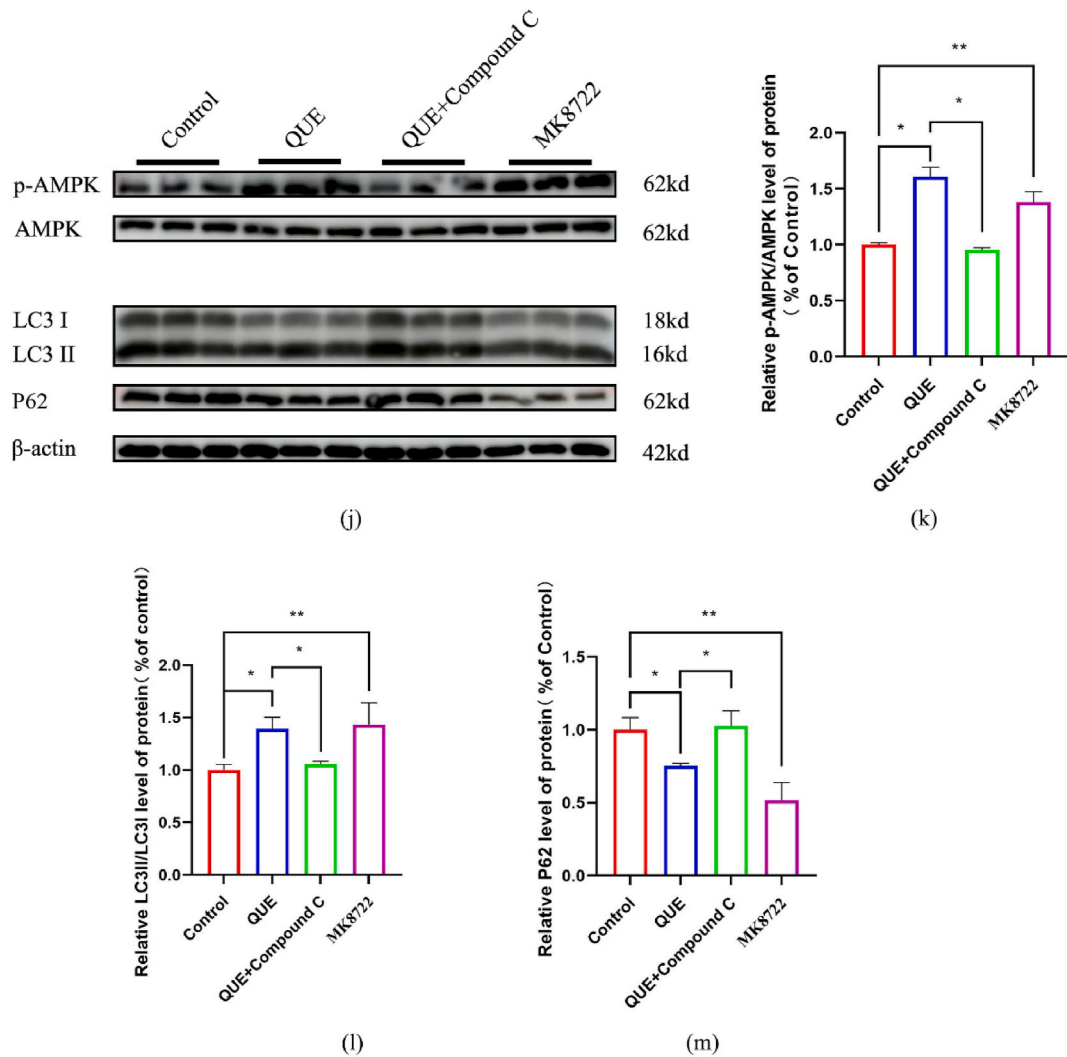 Control
QUE
QUE+Compound C
MK8722
p-AMPK
62kd
AMPK
62kd
LC3 I
18kd
LC3 II
16kd
P62
62kd
β-actin
42kd
(j)
Relative p-AMPK/AMPK level of protein
( % of Control)
2.0
1.5
1.0
0.5
0.0
*
*
**
Control
QUE
QUE+Compound C
MK8722
(k)
Relative LC3II/LC3I level of protein( %of control)
2.0
1.5
1.0
0.5
0.0
*
*
**
Control
QUE
QUE+Compound C
MK8722
(l)
Relative P62 level of protein( %of Control)
1.5
1.0
0.5
0.0
*
*
**
Control
QUE
QUE+Compound C
MK8722
(m)